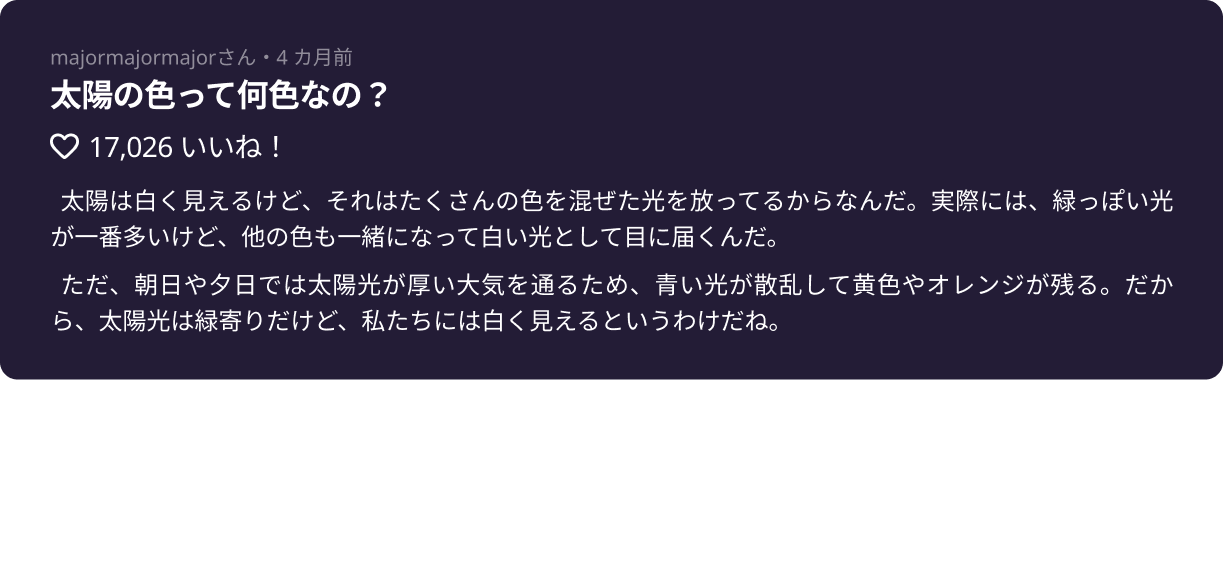 majormajormajorさん・4 カ月前
太陽の色って何色なの？
17,026 いいね！
太陽は白く見えるけど、それはたくさんの色を混ぜた光を放ってるからなんだ。実際には、緑っぽい光
が一番多いけど、他の色も一緒になって白い光として目に届くんだ。
ただ、朝日や夕日では太陽光が厚い大気を通るため、青い光が散乱して黄色やオレンジが残る。だか
ら、太陽光は緑寄りだけど、私たちには白く見えるというわけだね。